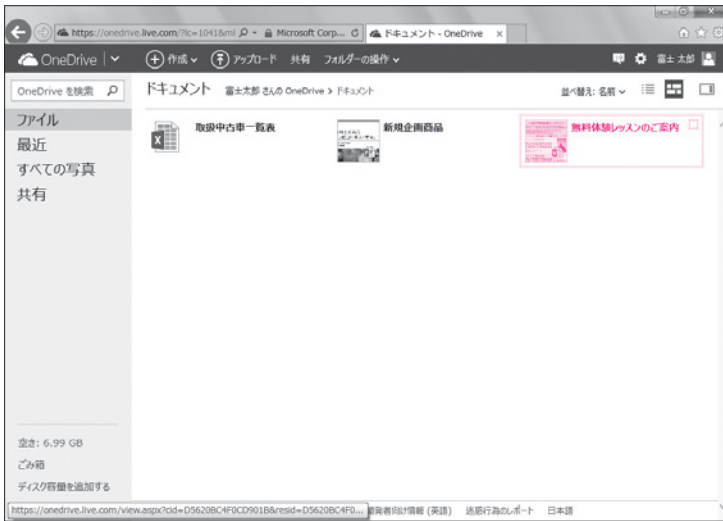 https://onedrive.live.com/?lc=1041&mi
Microsoft Corp...
ドキュメント - OneDrive
OneDrive
作成
アップロード
共有
フォルダーの操作
富士 太郎
OneDrive を検索
ドキュメント
富士太郎 さんの OneDrive > ドキュメント
並べ替え: 名前
ファイル
最近
すべての写真
共有
取扱中古車一覧表
新規企画商品
無料体験レッスンのご案内
空き: 6.99 GB
ごみ箱
ディスク容量を追加する
https://onedrive.live.com/view.aspx?cid=D5620BC4F0CD901B&resid=D5620BC4F0...
開発者向け情報 (英語)
迷惑行為のレポート
日本語